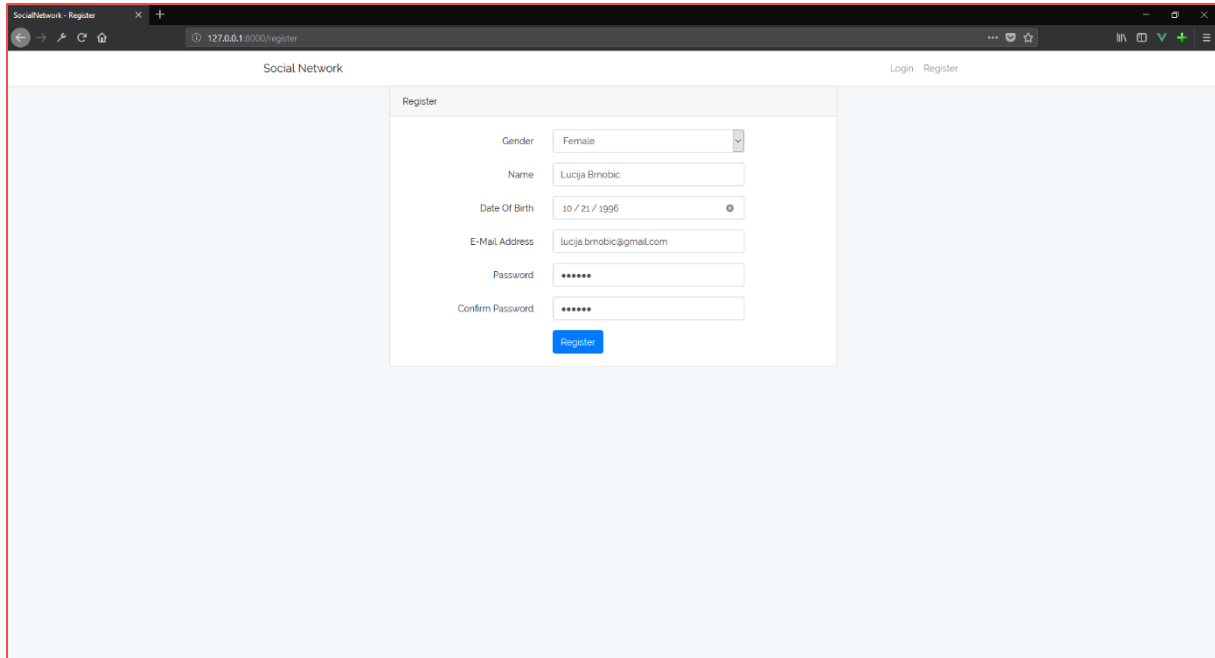 SocialNetwork - Register
127.0.0.1:8000/register
Social Network
Login Register
Register
Gender Female
Name Lucija Brnobic
Date Of Birth 10 / 21 / 1996
E-Mail Address lucija.brnobic@gmail.com
Password ●●●●●●
Confirm Password ●●●●●●
Register